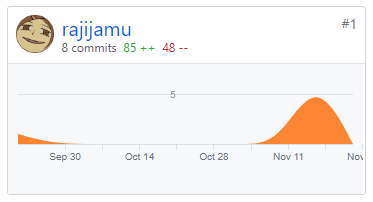 rajijamu
#1
8 commits 85 ++ 48 --
5
Sep 30 Oct 14 Oct 28 Nov 11 Nov